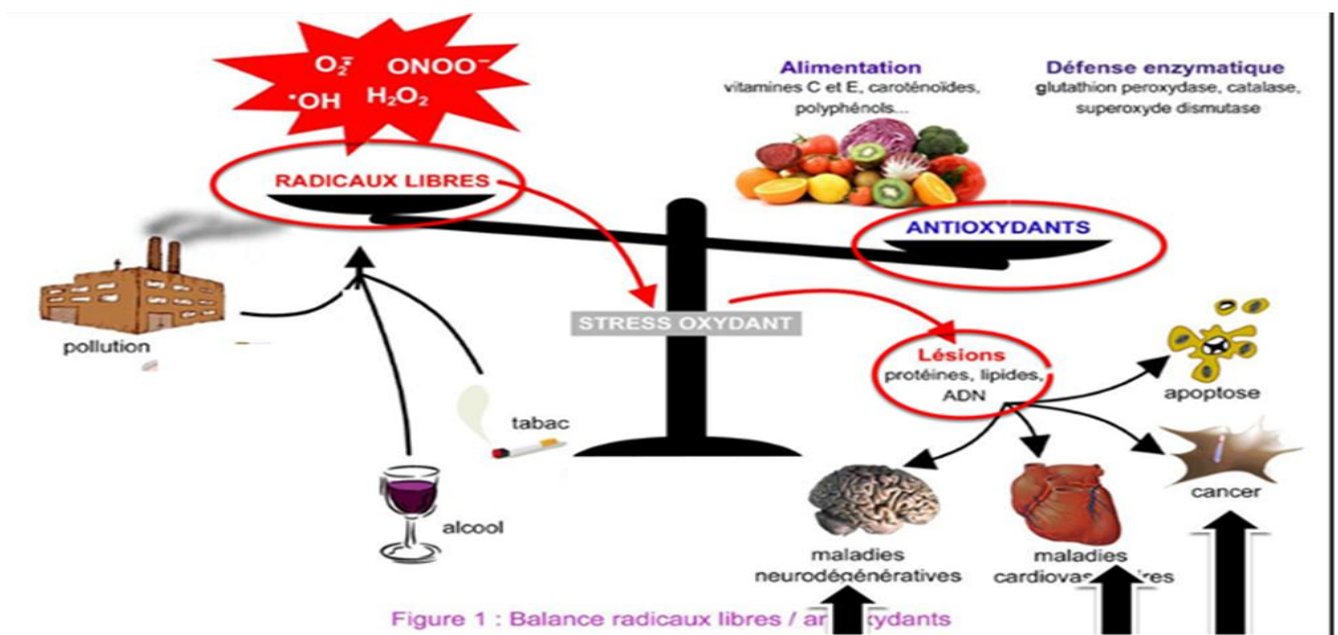 O₂•⁻ ONOO⁻
•OH H₂O₂
RADICAUX LIBRES
Alimentation
vitamines C et E, caroténoïdes,
polyphénols...
Défense enzymatique
glutathion peroxydase, catalase,
superoxyde dismutase
ANTIOXYDANTS
pollution
STRESS OXYDANT
Lésions
protéines, lipides,
ADN
apoptose
tabac
cancer
alcool
maladies
neurodégénératives
maladies
Figure 1 : Balance radicaux libres /